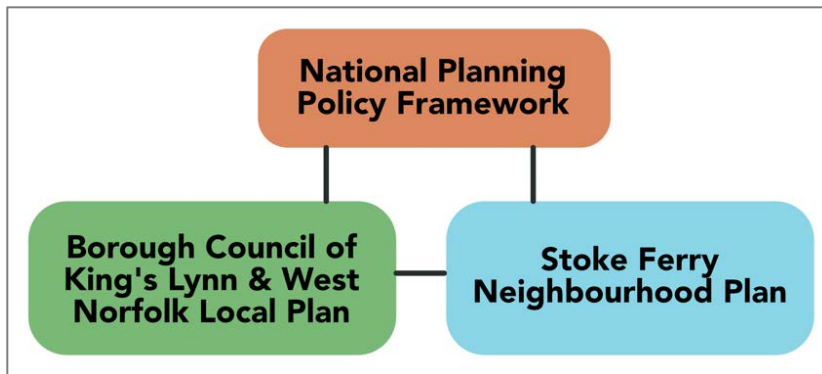 National Planning
Policy Framework
Borough Council of
King's Lynn & West
Norfolk Local Plan
Stoke Ferry
Neighbourhood Plan